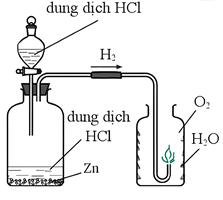 dung dịch HCl
H₂
dung dịch
HCl
Zn
O₂
H₂O